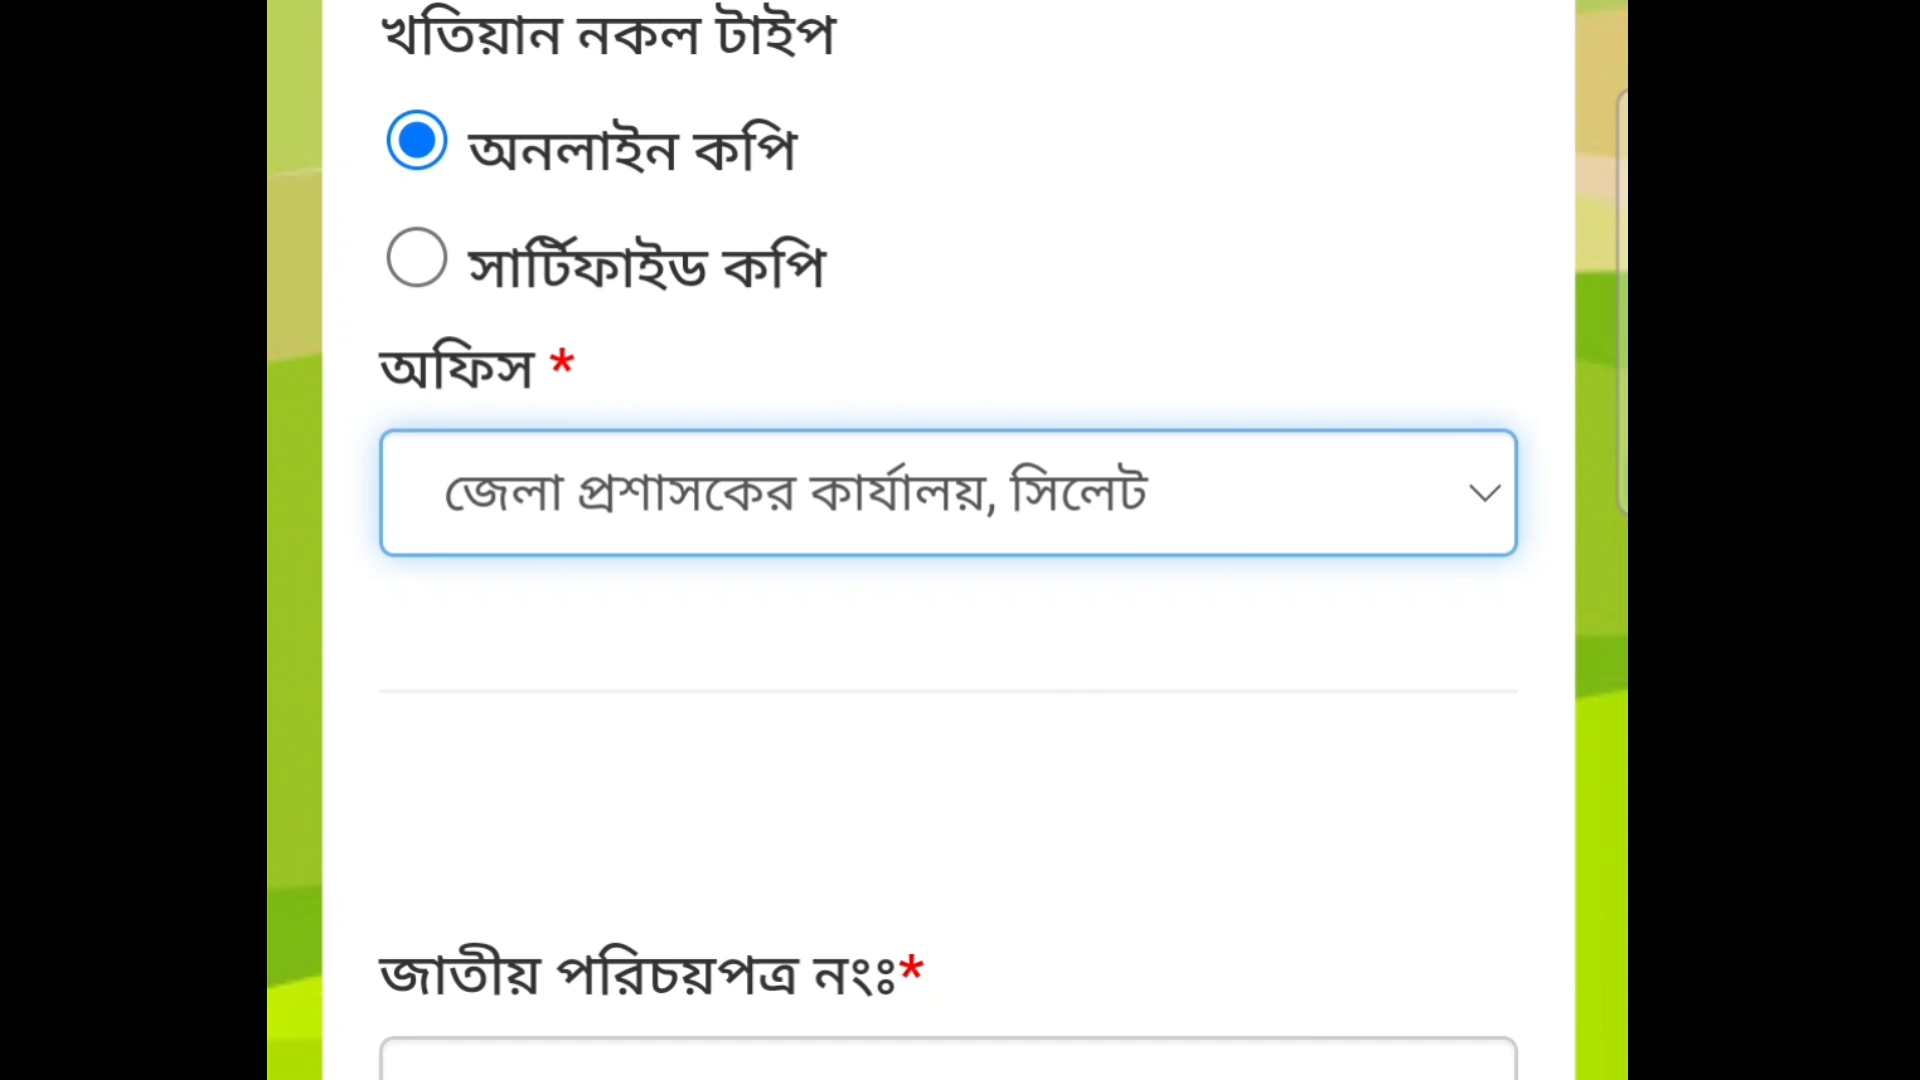 খতিয়ান নকল টাইপ
অনলাইন কপি
সার্টিফাইড কপি
অফিস *
জেলা প্রশাসকের কার্যালয়, সিলেট
জাতীয় পরিচয়পত্র নংঃ*